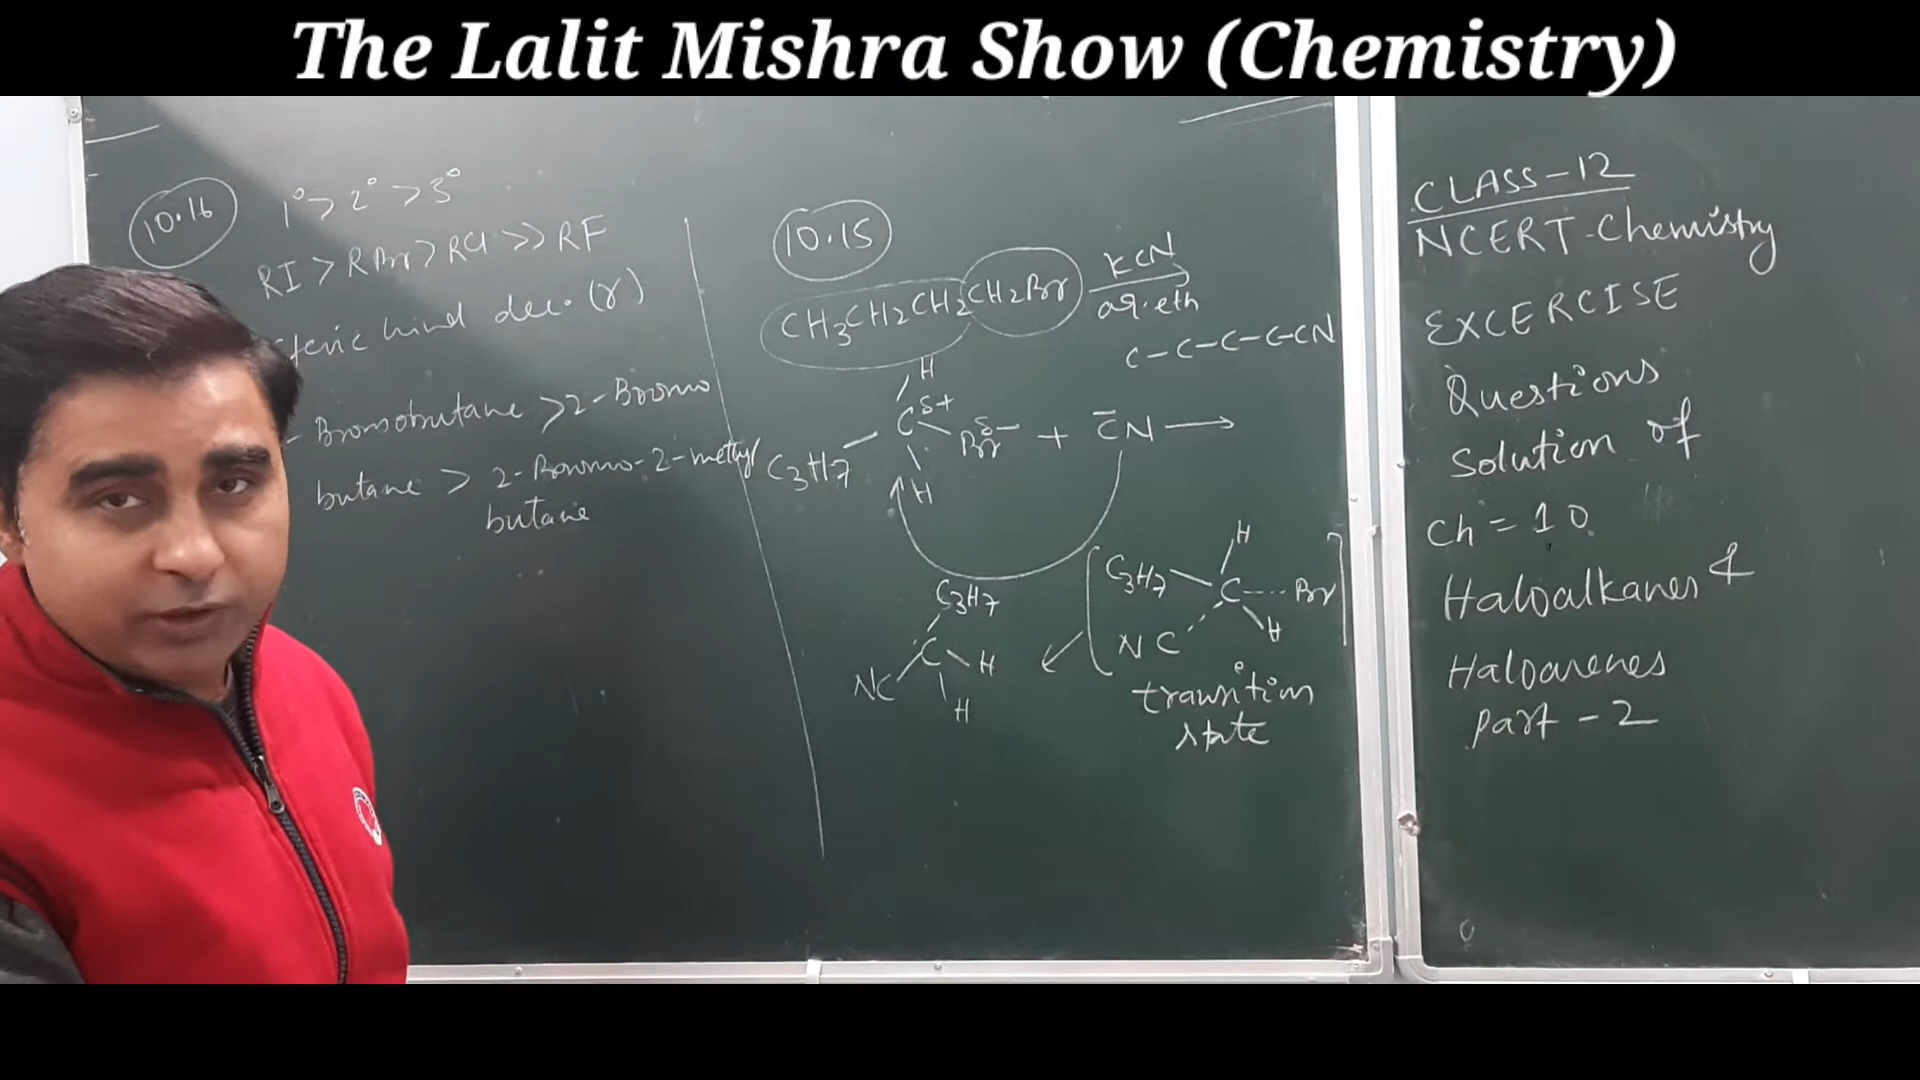 The Lalit Mishra Show (Chemistry)
10.16
1° > 2° > 3°
RI > RBr > RCl >> RF
steric hind dec. (r)
- Bromobutane > 2-Bromo
butane > 2-Bromo-2-methyl
butane
10.15
CH3CH2CH2CH2Br
KCN
aq. eth
C-C-C-C-CN
H
C δ+
C3H7
Br δ-
+ C̄N →
H
C3H7
C
NC
H
H
H
C3H7
C---Br
NC
H
transition
state
CLASS-12
NCERT-Chemistry
EXCERCISE
Questions
Solution of
Ch = 10
Haloalkanes &
Haloarenes
part - 2